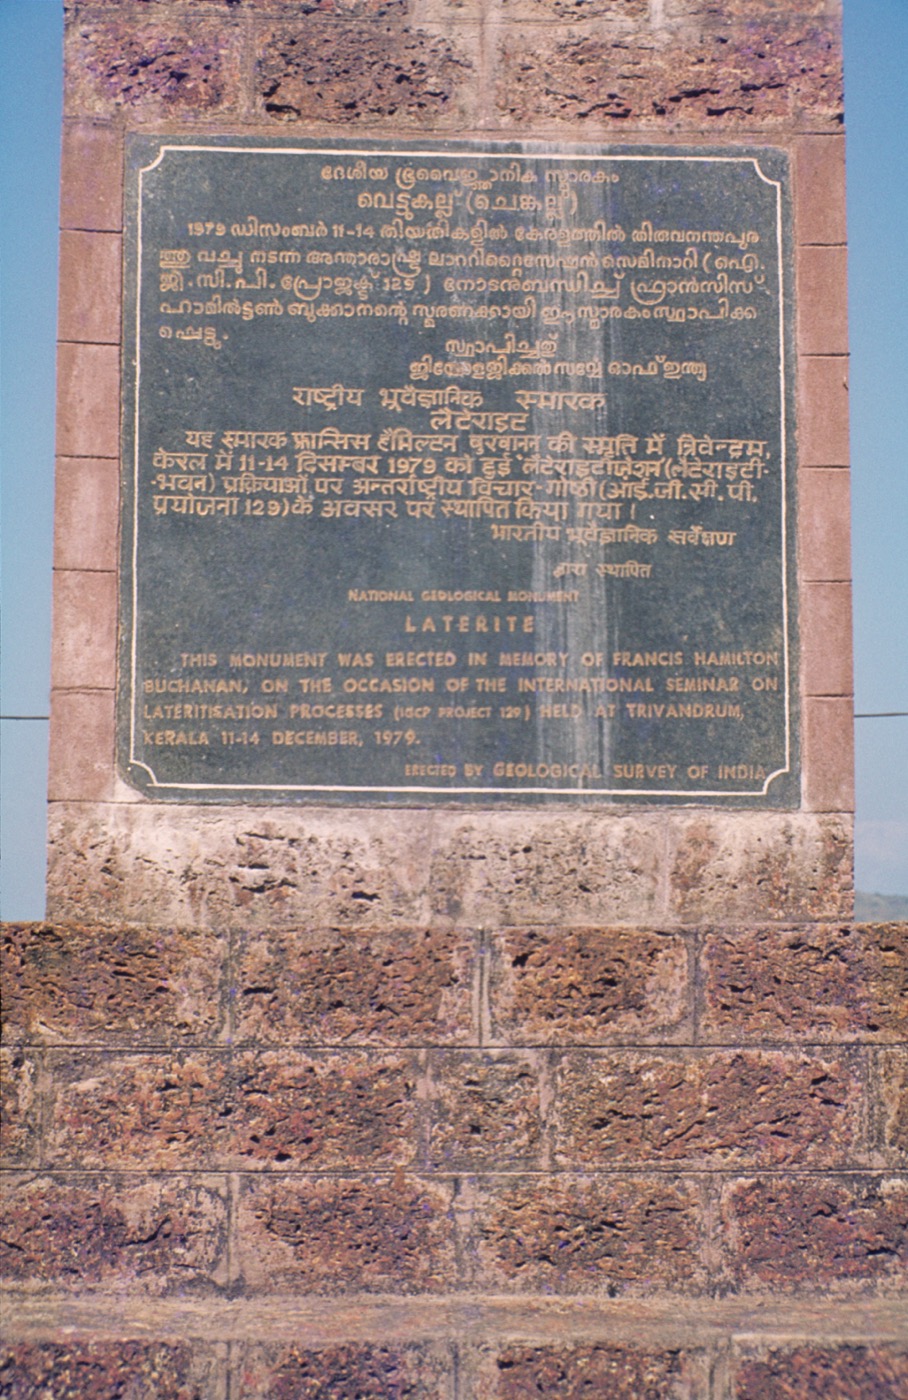 ദേശീയ ഭൂവൈജ്ഞാനിക സ്മാരകം
വെട്ടുകല്ല് (ചെങ്കല്ല്)
1979 ഡിസംബർ 11-14 തിയതികളിൽ കേരളത്തിൽ തിരുവനന്തപുര
ത്തു വച്ചു നടന്ന അന്താരാഷ്ട്ര ലാറ്ററിറൈസേഷൻ സെമിനാറി (ഐ.
ജി.സി.പി. പ്രോജക്ട് 129) നോടനുബന്ധിച്ച് ഫ്രാൻസിസ്
ഹാമിൽട്ടൺ ബുക്കാനന്റെ സ്മരണക്കായി ഈ സ്മാരകം സ്ഥാപിക്ക
പ്പെട്ടു.
സ്ഥാപിച്ചത്
ജിയോളജിക്കൽ സർവ്വേ ഓഫ് ഇന്ത്യ
राष्ट्रीय भूवैज्ञानिक स्मारक
लैटेराइट
यह स्मारक फ्रान्सिस हैमिल्टन बुखानन की स्मृति में त्रिवेन्द्रम,
केरल में 11-14 दिसम्बर 1979 को हुई लेटेराइटाज़ेशन (लेटेराइटी-
भवन) प्रकियाओं पर अन्तर्राष्ट्रीय विचार गोष्ठी (आई.जी.सी.पी.
प्रयोजना 129) के अवसर पर स्थापित किया गया।
भारतीय भूवैज्ञानिक सर्वेक्षण
द्वारा स्थापित
NATIONAL GEOLOGICAL MONUMENT
LATERITE
THIS MONUMENT WAS ERECTED IN MEMORY OF FRANCIS HAMILTON
BUCHANAN, ON THE OCCASION OF THE INTERNATIONAL SEMINAR ON
LATERITISATION PROCESSES (IGCP PROJECT 129) HELD AT TRIVANDRUM,
KERALA 11-14 DECEMBER, 1979.
ERECTED BY GEOLOGICAL SURVEY OF INDIA